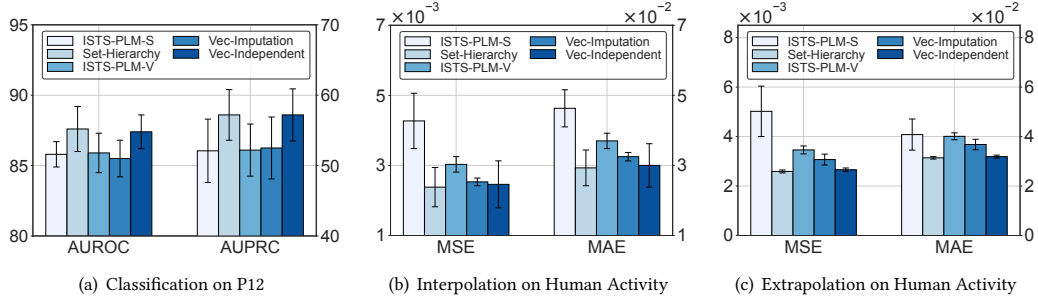 95
90
85
80
70
60
50
40
ISTS-PLM-S
Set-Hierarchy
ISTS-PLM-V
Vec-Imputation
Vec-Independent
AUROC
AUPRC
(a) Classification on P12
×10⁻³
×10⁻²
7
5
3
1
7
5
3
1
ISTS-PLM-S
Set-Hierarchy
ISTS-PLM-V
Vec-Imputation
Vec-Independent
MSE
MAE
(b) Interpolation on Human Activity
×10⁻³
×10⁻²
8
6
4
2
0
8
6
4
2
0
ISTS-PLM-S
Set-Hierarchy
ISTS-PLM-V
Vec-Imputation
Vec-Independent
MSE
MAE
(c) Extrapolation on Human Activity